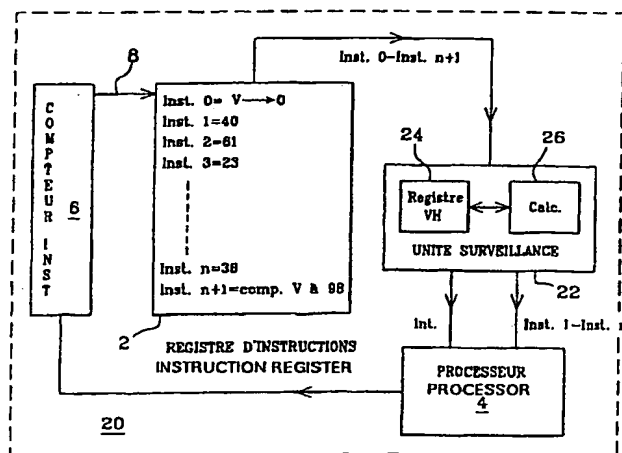 8
Inst. 0-Inst. n+1
COMPTEUR INST
6
Inst. 0= V⟶0
Inst. 1=40
Inst. 2=61
Inst. 3=23
Inst. n=38
Inst. n+1=comp. V & 98
2
24
26
Registre
VH
Calc.
UNITE SURVEILLANCE
22
Int.
Inst. 1-Inst. n
REGISTRE D'INSTRUCTIONS
INSTRUCTION REGISTER
PROCESSEUR
PROCESSOR
4
20